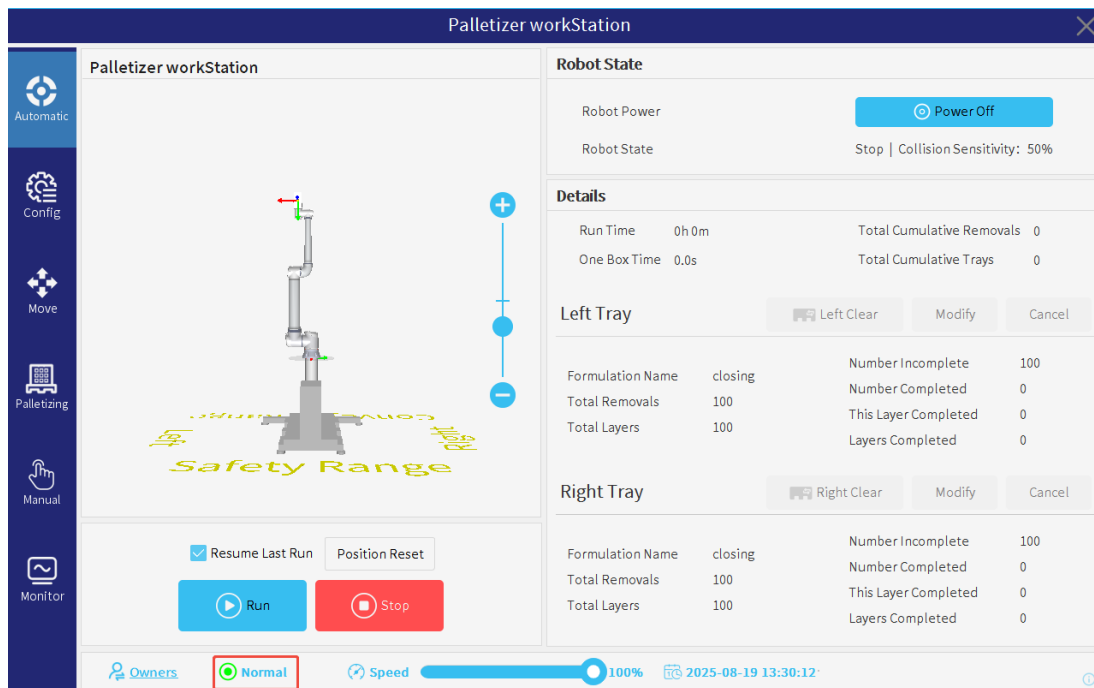 Palletizer workStation
Automatic
Config
Move
Palletizing
Manual
Monitor
Palletizer workStation
Safety Range
Resume Last Run
Position Reset
Run
Stop
Robot State
Robot Power
Power Off
Robot State
Stop | Collision Sensitivity: 50%
Details
Run Time 0h 0m
Total Cumulative Removals 0
One Box Time 0.0s
Total Cumulative Trays 0
Left Tray
Left Clear
Modify
Cancel
Formulation Name closing
Total Removals 100
Total Layers 100
Number Incomplete 100
Number Completed 0
This Layer Completed 0
Layers Completed 0
Right Tray
Right Clear
Modify
Cancel
Formulation Name closing
Total Removals 100
Total Layers 100
Number Incomplete 100
Number Completed 0
This Layer Completed 0
Layers Completed 0
Owners
Normal
Speed
100%
2025-08-19 13:30:12